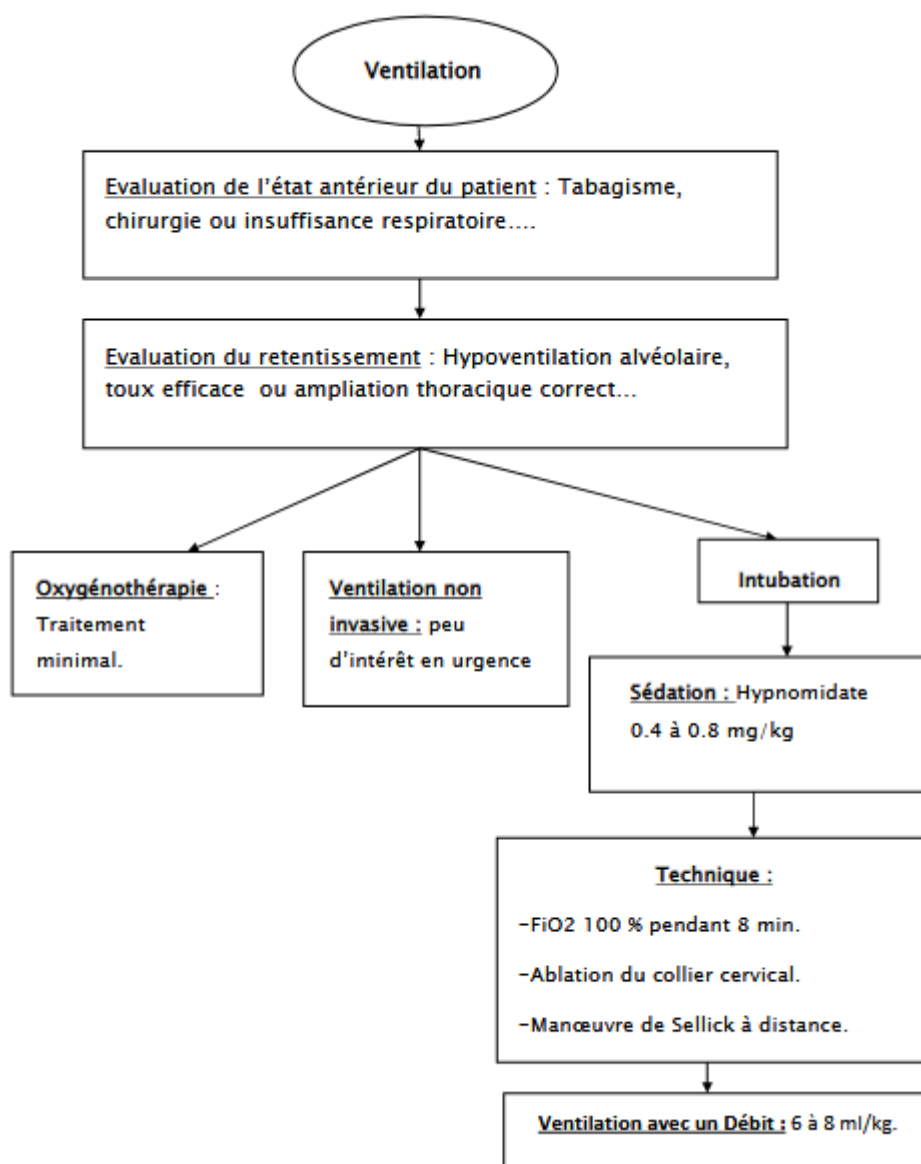 Ventilation
Evaluation de l'état antérieur du patient : Tabagisme,
chirurgie ou insuffisance respiratoire….
Evaluation du retentissement : Hypoventilation alvéolaire,
toux efficace ou ampliation thoracique correct…
Oxygénothérapie :
Traitement
minimal.
Ventilation non
invasive : peu
d'intérêt en urgence
Intubation
Sédation : Hypnomidate
0.4 à 0.8 mg/kg
Technique :
-FiO2 100 % pendant 8 min.
-Ablation du collier cervical.
-Manœuvre de Sellick à distance.
Ventilation avec un Débit : 6 à 8 ml/kg.